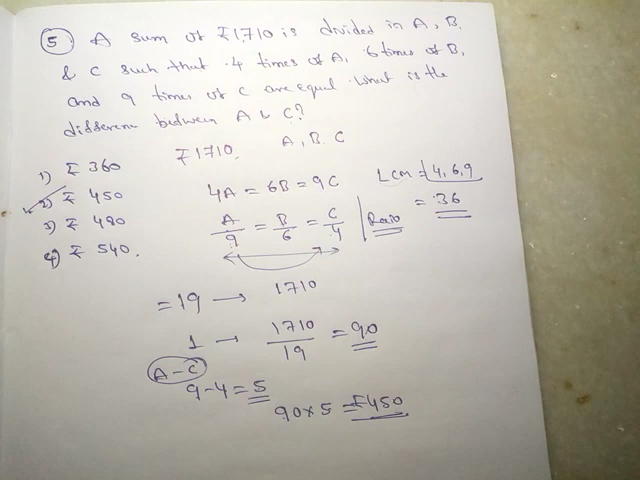 5 A sum of ₹1710 is divided in A, B,
& C such that 4 times of A, 6 times of B,
and 9 times of C are equal. What is the
difference between A & C?
₹1710. A, B, C
1) ₹ 360
2) ₹ 450
3) ₹ 480
4) ₹ 540.
4A = 6B = 9C
LCM = 4, 6, 9
= 36
A/9 = B/6 = C/4
Ratio
= 19 → 1710
1 → 1710/19 = 90
A-C
9-4 = 5
90×5 = ₹450